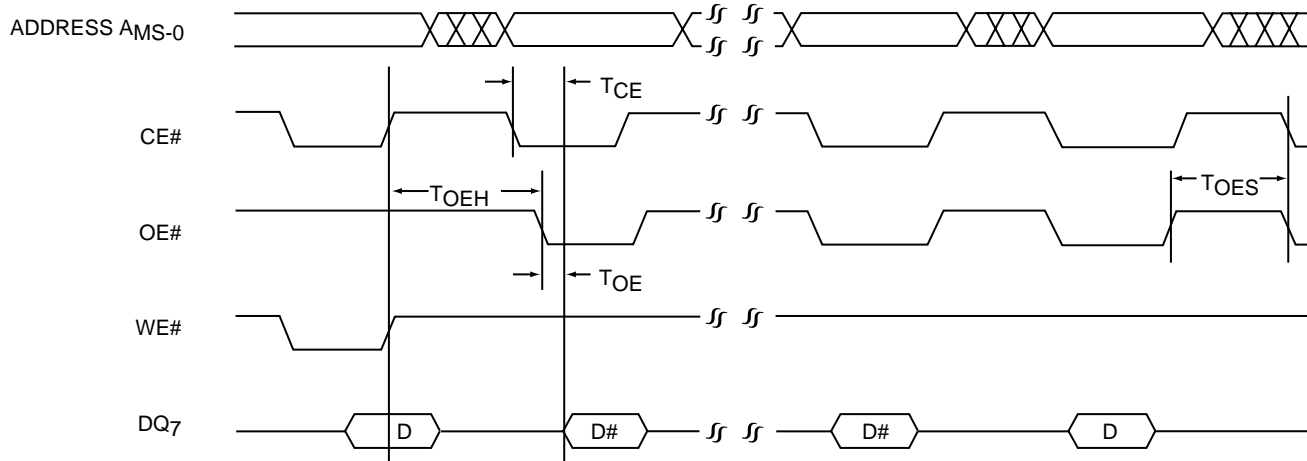 ADDRESS AMS-0
TCE
CE#
TOEH
TOES
OE#
TOE
WE#
DQ7
D
D#
D#
D